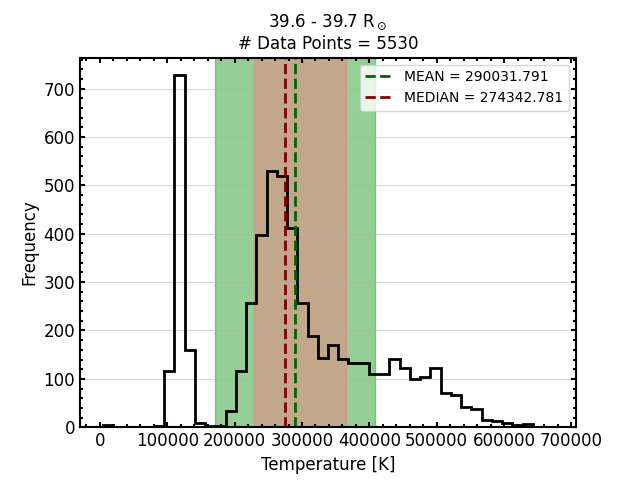 39.6 - 39.7 R⊙
# Data Points = 5530
MEAN = 290031.791
MEDIAN = 274342.781
Frequency
700
600
500
400
300
200
100
0
0 100000 200000 300000 400000 500000 600000 700000
Temperature [K]